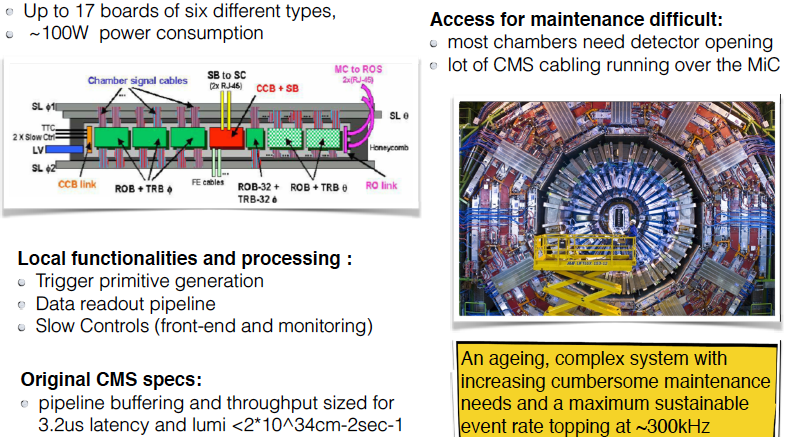 Up to 17 boards of six different types,
~100W power consumption
Chamber signal cables
SB to SC
(2x RJ-45)
CCB + SB
MC to ROS
2x(RJ-45)
SL ϕ1
SL θ
TTC
2 X Slow Ctrl
LV
Honeycomb
SL ϕ2
CCB link
ROB + TRB ϕ
FE cables
ROB-32 +
TRB-32 ϕ
ROB + TRB θ
RO link
Local functionalities and processing :
Trigger primitive generation
Data readout pipeline
Slow Controls (front-end and monitoring)
Original CMS specs:
pipeline buffering and throughput sized for
3.2us latency and lumi <2*10^34cm-2sec-1
Access for maintenance difficult:
most chambers need detector opening
lot of CMS cabling running over the MiC
An ageing, complex system with
increasing cumbersome maintenance
needs and a maximum sustainable
event rate topping at ~300kHz